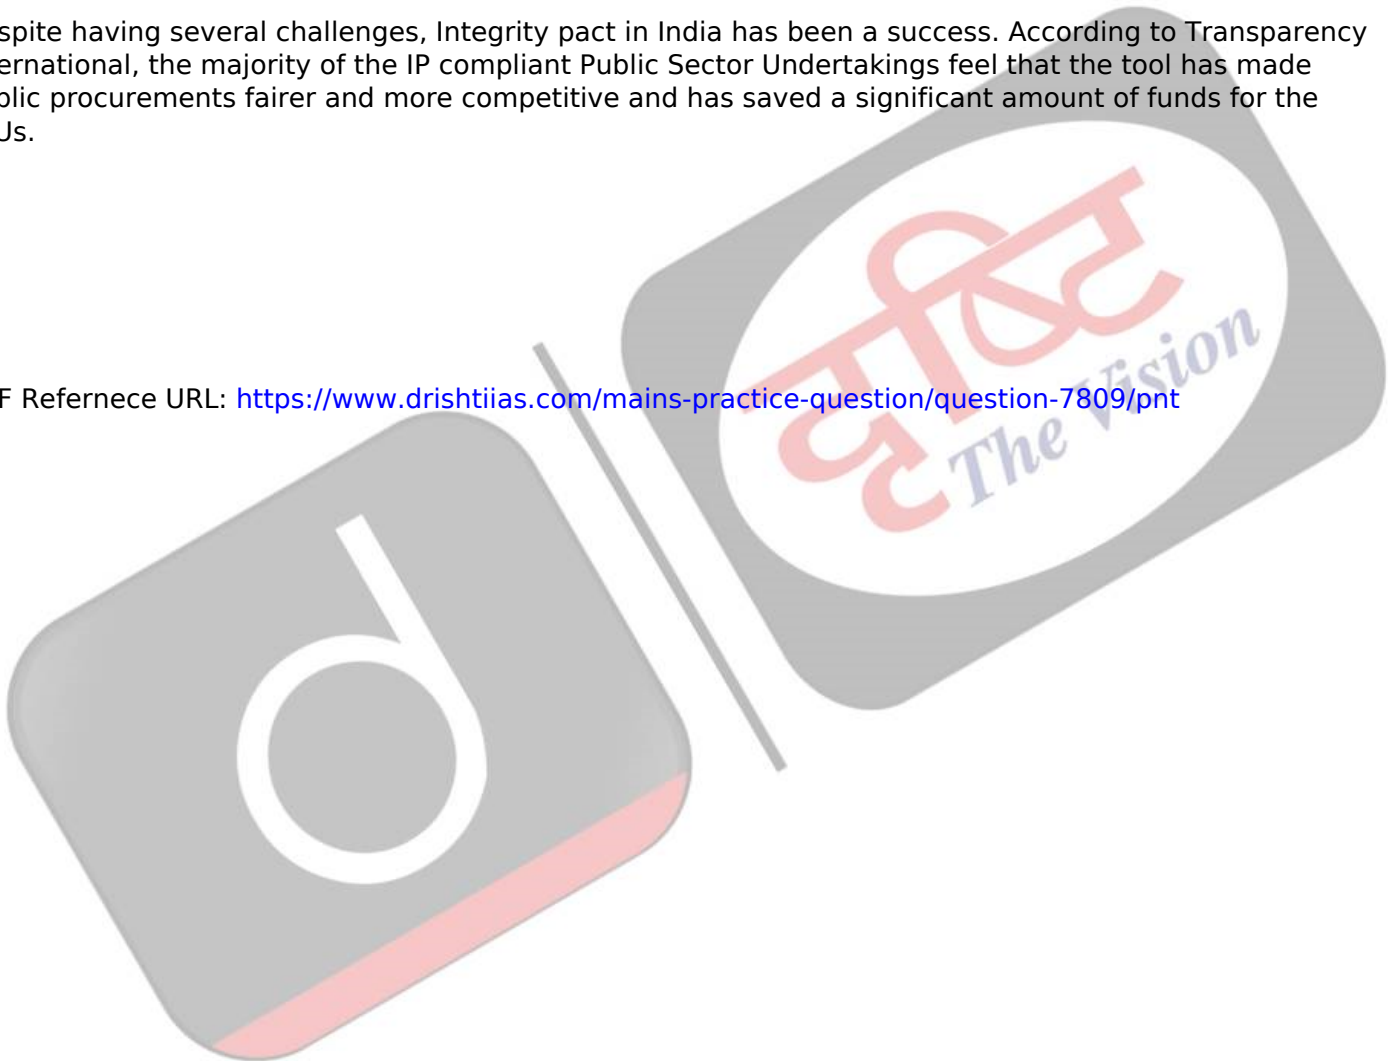 spite having several challenges, Integrity pact in India has been a success. According to Transparency
ernational, the majority of the IP compliant Public Sector Undertakings feel that the tool has made
blic procurements fairer and more competitive and has saved a significant amount of funds for the
Us.
F Refernece URL: https://www.drishtiias.com/mains-practice-question/question-7809/pnt
दृष्टि
The Vision